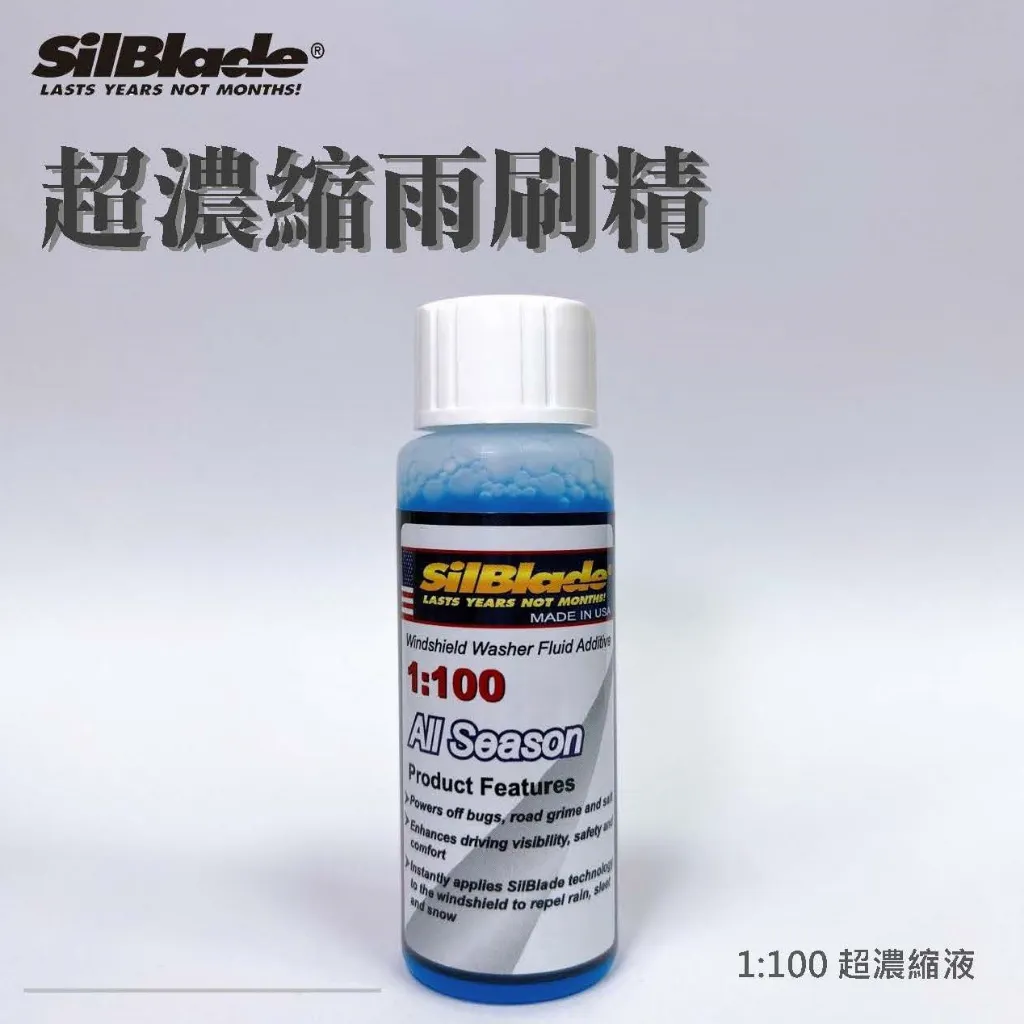 SilBlade®
LASTS YEARS NOT MONTHS!
超濃縮雨刷精
SilBlade
LASTS YEARS NOT MONTHS!
MADE IN USA
Windshield Washer Fluid Additive
1:100
All Season
Product Features
Powers off bugs, road grime and salt
Enhances driving visibility, safety and
comfort
Instantly applies SilBlade technology
to the windshield to repel rain, sleet
and snow
1:100 超濃縮液